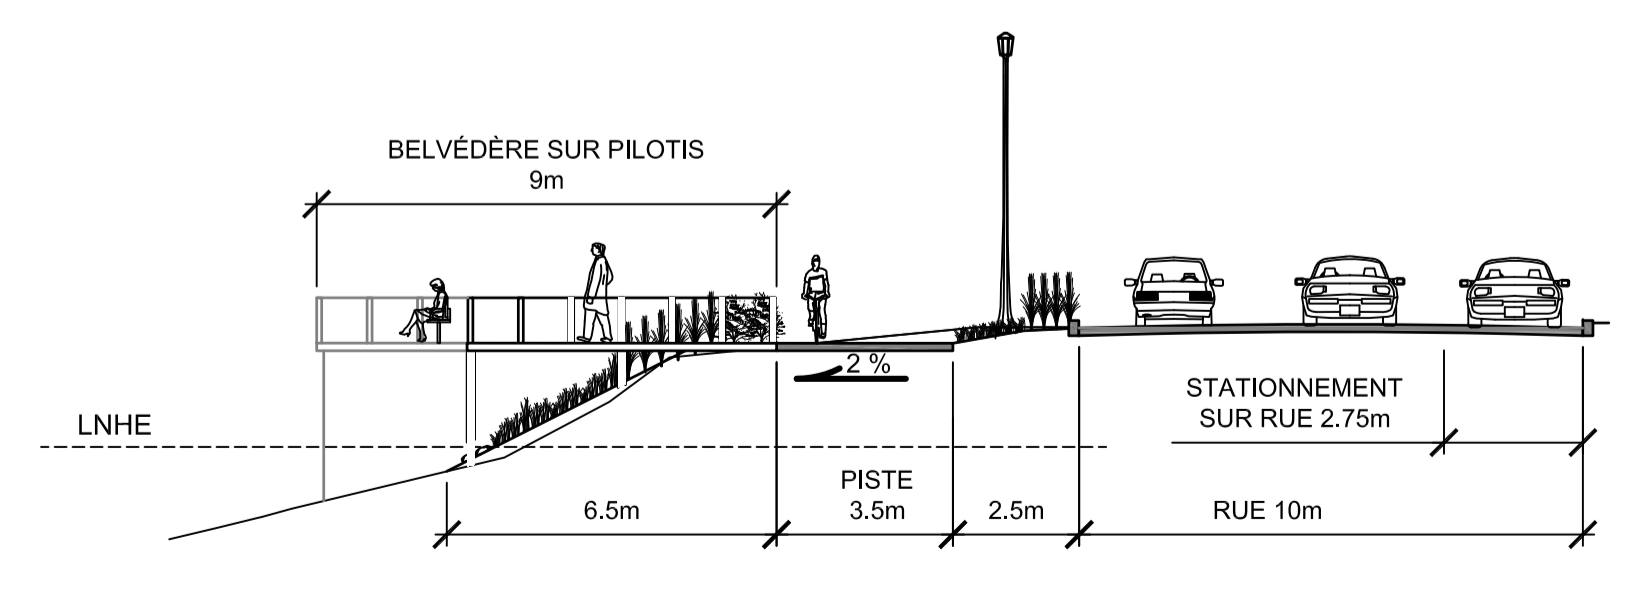 BELVÉDÈRE SUR PILOTIS
9m
2 %
STATIONNEMENT
SUR RUE 2.75m
LNHE
PISTE
6.5m
3.5m
2.5m
RUE 10m